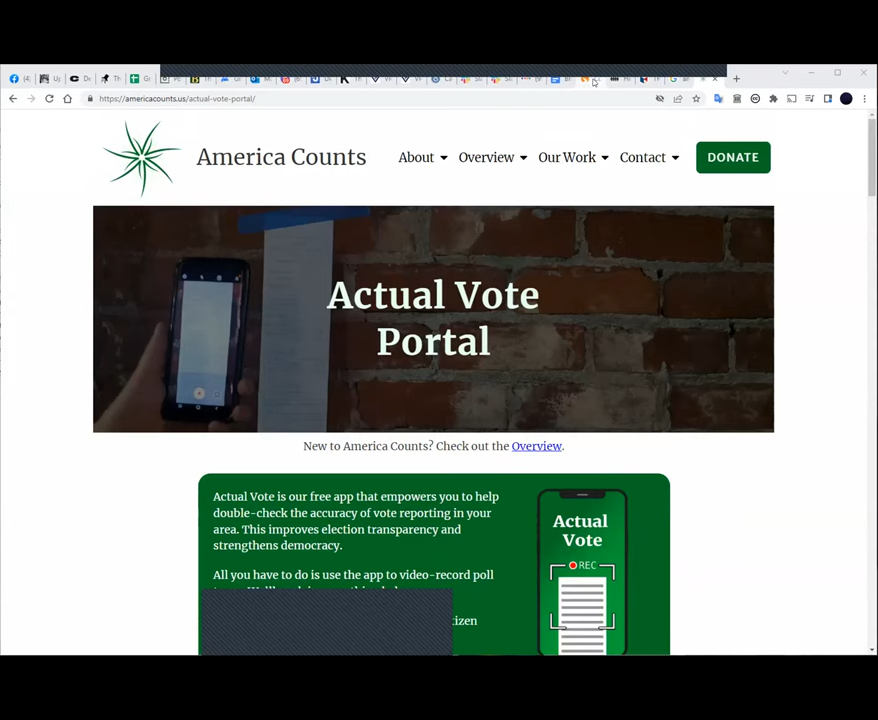 https://americacounts.us/actual-vote-portal/
America Counts
About
Overview
Our Work
Contact
DONATE
Actual Vote
Portal
New to America Counts? Check out the Overview.
Actual Vote is our free app that empowers you to help
double-check the accuracy of vote reporting in your
area. This improves election transparency and
strengthens democracy.
All you have to do is use the app to video-record poll
Actual
Vote
REC